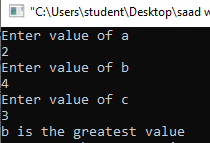 "C:\Users\student\Desktop\saad w
Enter value of a
2
Enter value of b
4
Enter value of c
3
b is the greatest value